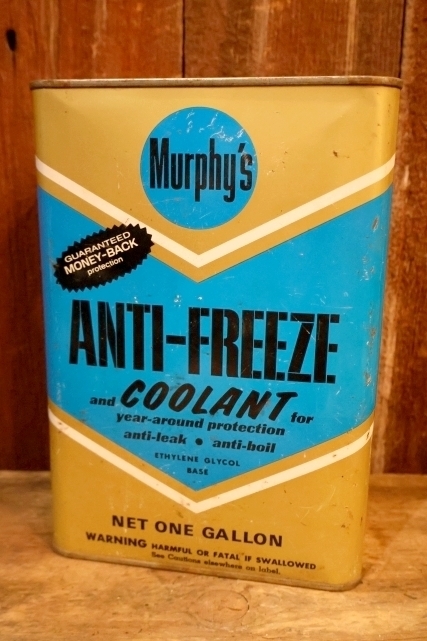 Murphy's
GUARANTEED
MONEY-BACK
protection
ANTI-FREEZE
and COOLANT for
year-around protection
anti-leak • anti-boil
ETHYLENE GLYCOL
BASE
NET ONE GALLON
WARNING HARMFUL OR FATAL IF SWALLOWED
See Cautions elsewhere on label.